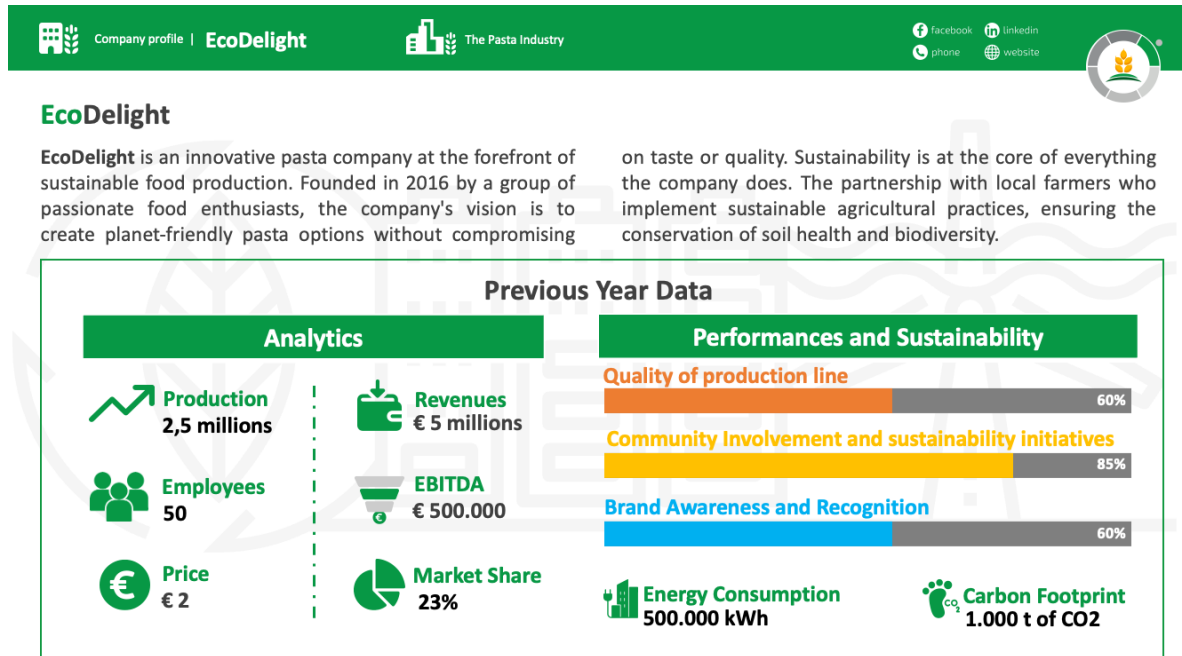 Company profile | EcoDelight
The Pasta Industry
facebook
linkedin
phone
website
EcoDelight
EcoDelight is an innovative pasta company at the forefront of
sustainable food production. Founded in 2016 by a group of
passionate food enthusiasts, the company's vision is to
create planet-friendly pasta options without compromising
on taste or quality. Sustainability is at the core of everything
the company does. The partnership with local farmers who
implement sustainable agricultural practices, ensuring the
conservation of soil health and biodiversity.
Previous Year Data
Analytics
Production
2,5 millions
Revenues
€ 5 millions
Employees
50
EBITDA
€ 500.000
Price
€ 2
Market Share
23%
Performances and Sustainability
Quality of production line
60%
Community Involvement and sustainability initiatives
85%
Brand Awareness and Recognition
60%
Energy Consumption
500.000 kWh
CO2
Carbon Footprint
1.000 t of CO2